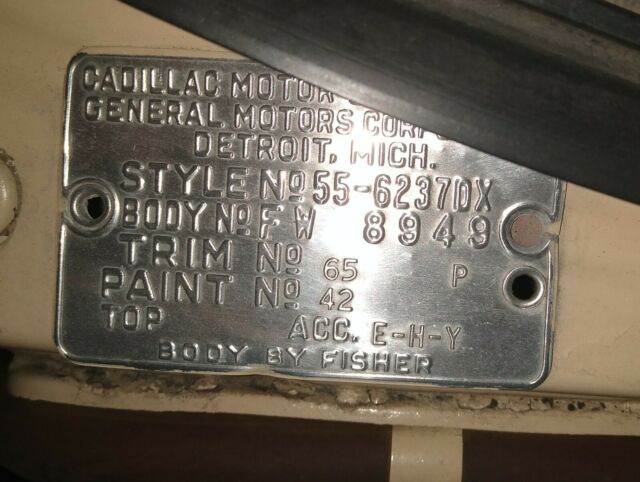 CADILLAC MOTOR
GENERAL MOTORS CORPO
DETROIT, MICH.
STYLE Nº 55-6237DX
BODY Nº FW 8949
TRIM Nº 65 P
PAINT Nº 42
TOP ACC. E-H-Y
BODY BY FISHER